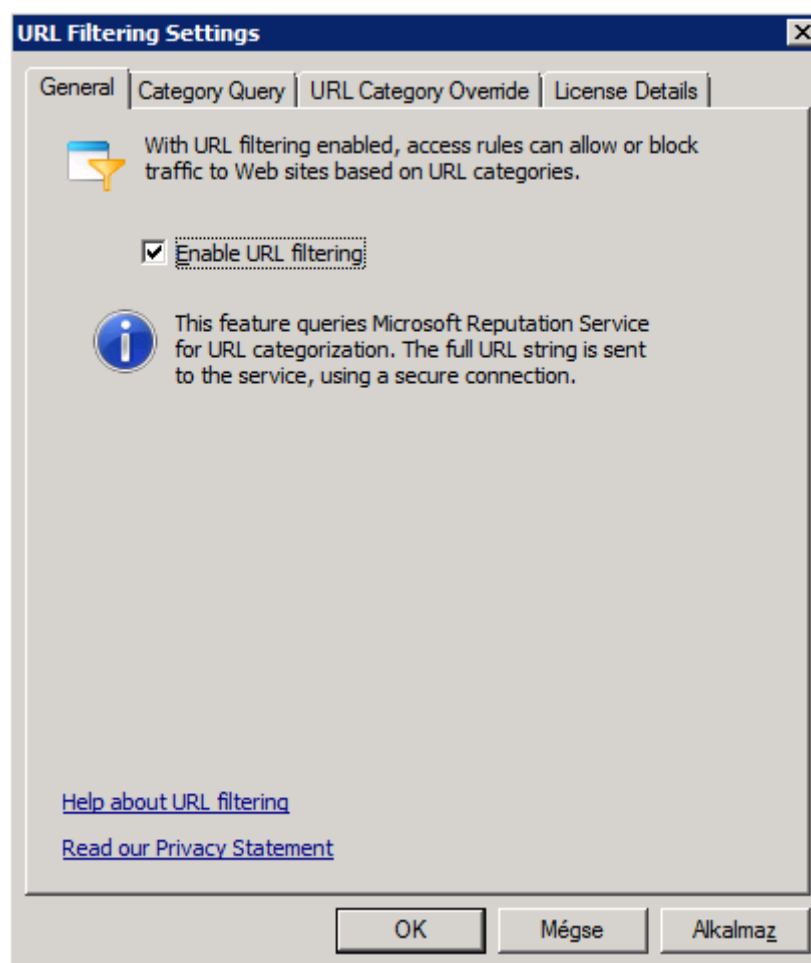 URL Filtering Settings
General
Category Query
URL Category Override
License Details
With URL filtering enabled, access rules can allow or block
traffic to Web sites based on URL categories.
Enable URL filtering
This feature queries Microsoft Reputation Service
for URL categorization. The full URL string is sent
to the service, using a secure connection.
Help about URL filtering
Read our Privacy Statement
OK
Mégse
Alkalmaz